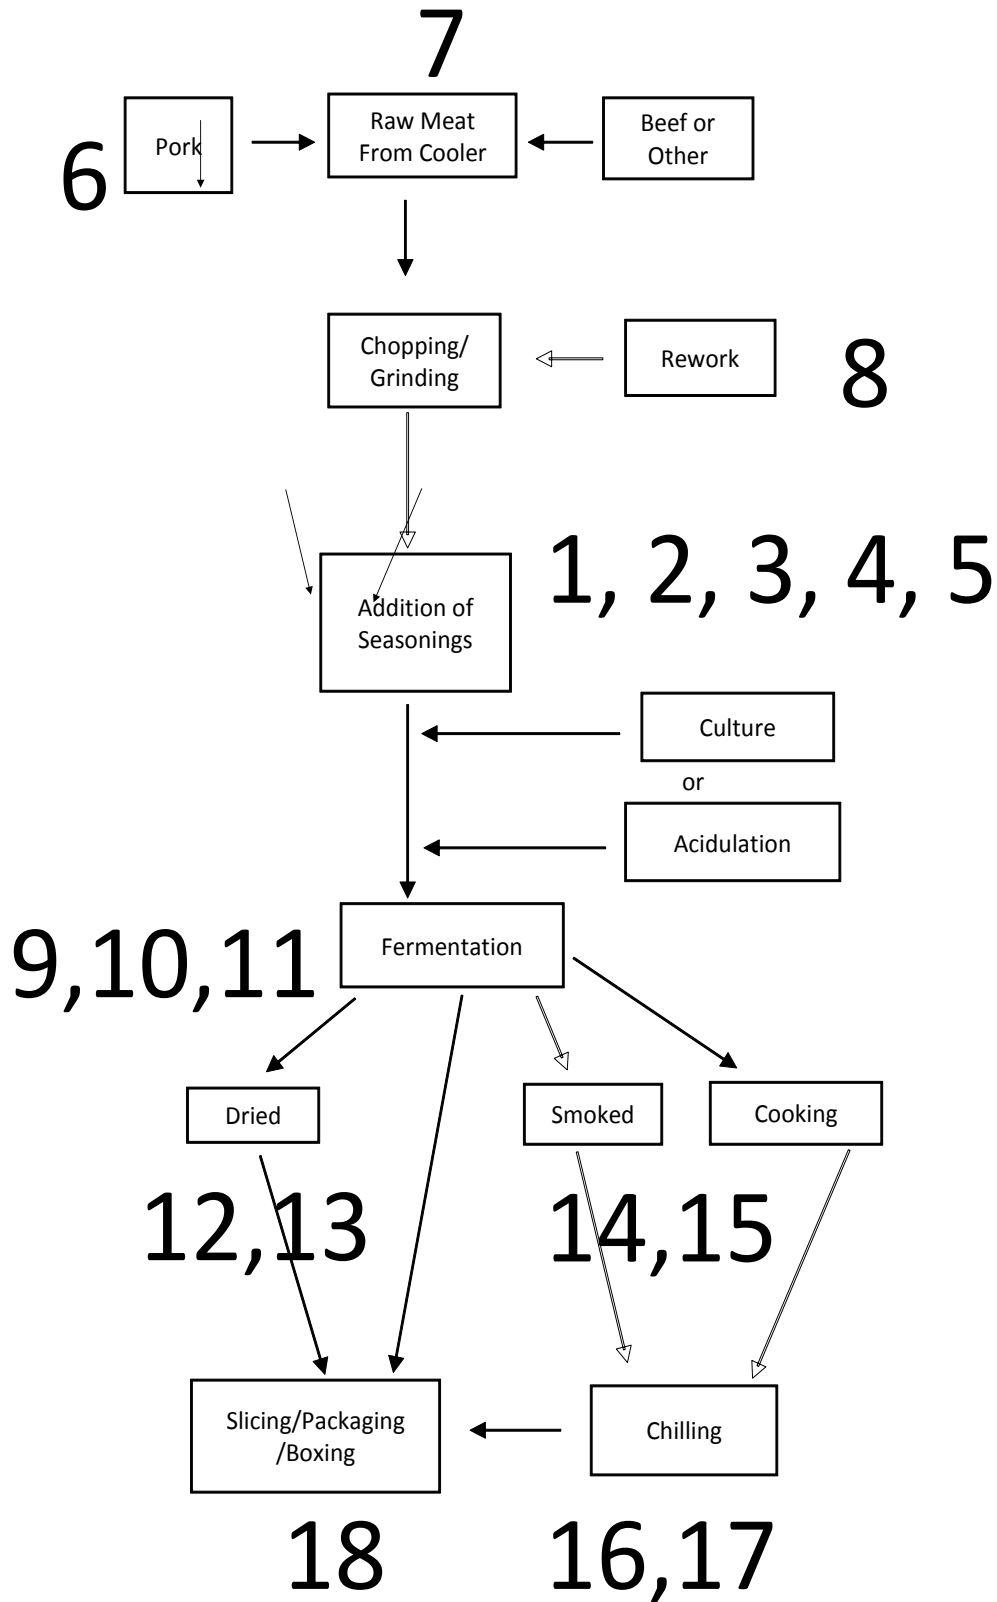 7
6
Pork
Raw Meat
From Cooler
Beef or
Other
Chopping/
Grinding
Rework
8
1, 2, 3, 4, 5
Addition of
Seasonings
Culture
or
Acidulation
9,10,11
Fermentation
Dried
Smoked
Cooking
12,13
14,15
Slicing/Packaging
/Boxing
Chilling
18
16,17